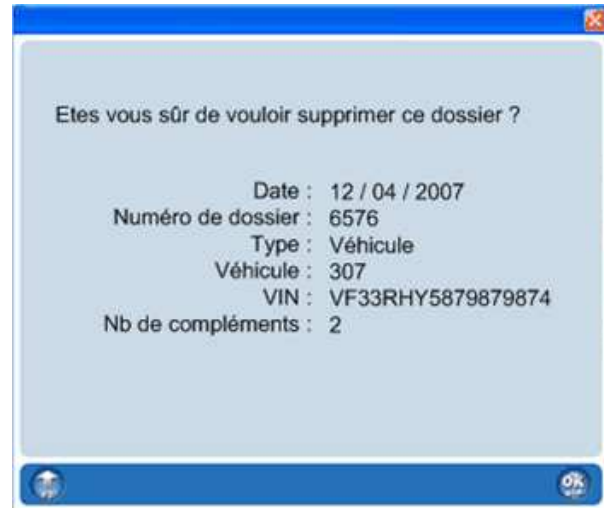 Etes vous sûr de vouloir supprimer ce dossier ?
Date : 12 / 04 / 2007
Numéro de dossier : 6576
Type : Véhicule
Véhicule : 307
VIN : VF33RHY5879879874
Nb de compléments : 2
OK